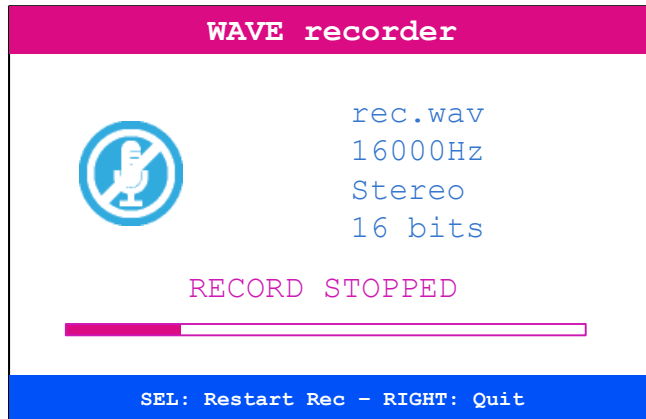 WAVE recorder
rec.wav
16000Hz
Stereo
16 bits
RECORD STOPPED
SEL: Restart Rec – RIGHT: Quit